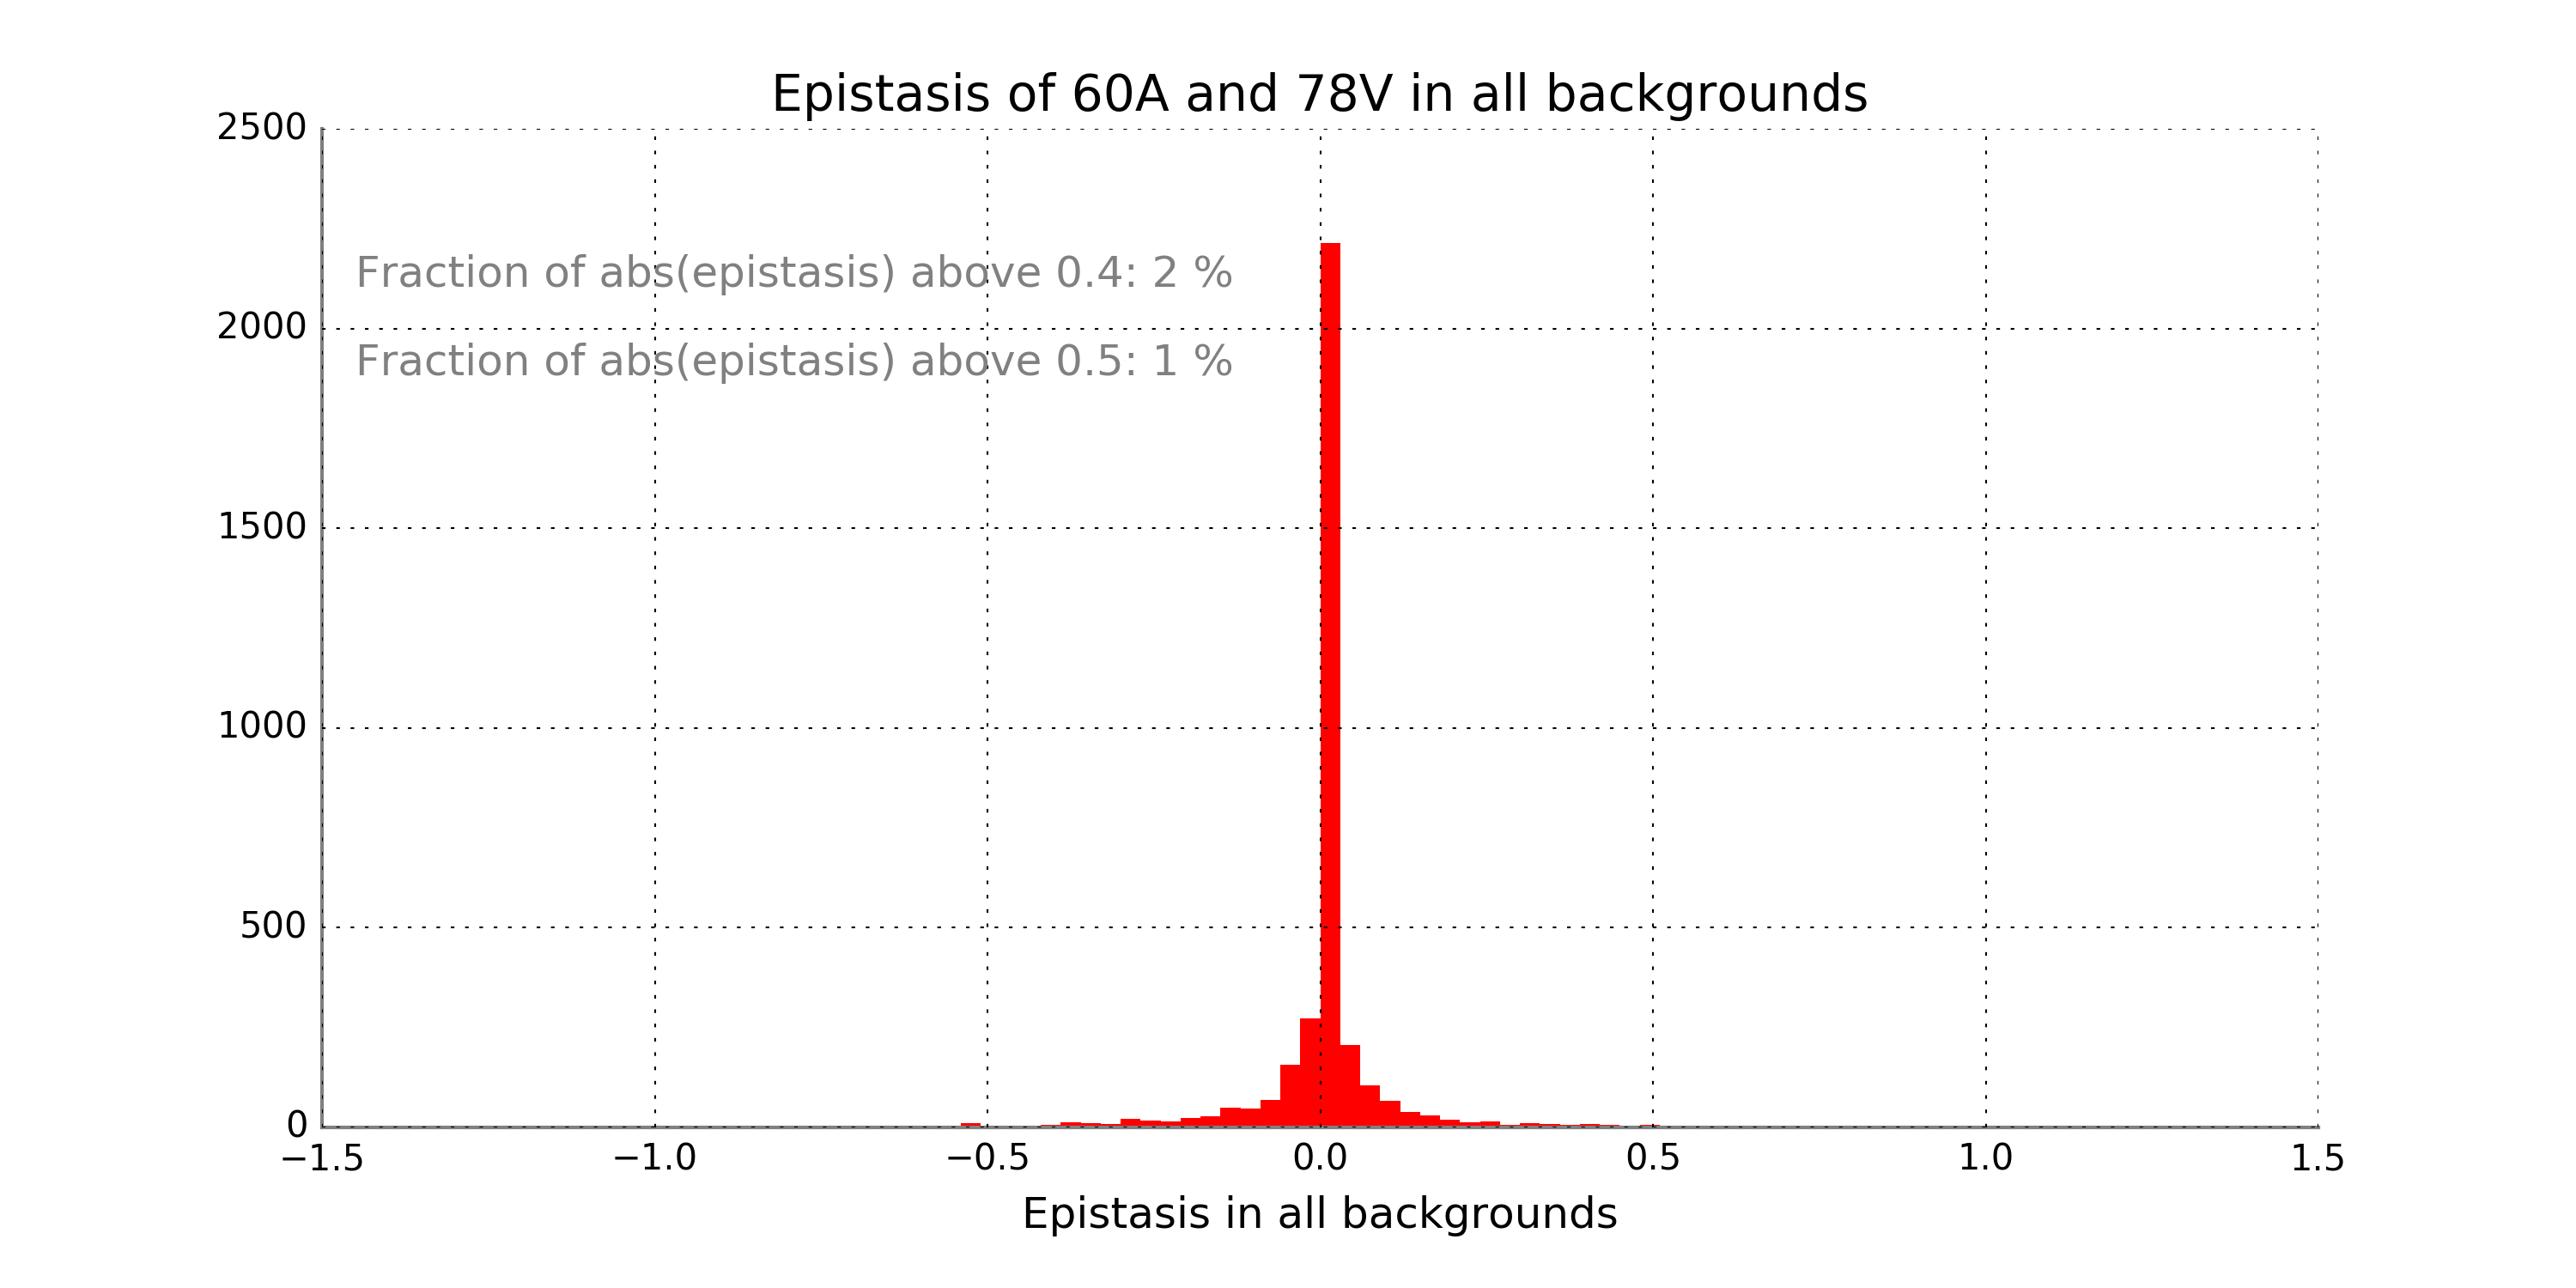 Epistasis of 60A and 78V in all backgrounds
2500
Fraction of abs(epistasis) above 0.4: 2 %
2000
Fraction of abs(epistasis) above 0.5: 1 %
1500
1000
500
0
−1.5 −1.0 −0.5 0.0 0.5 1.0 1.5
Epistasis in all backgrounds